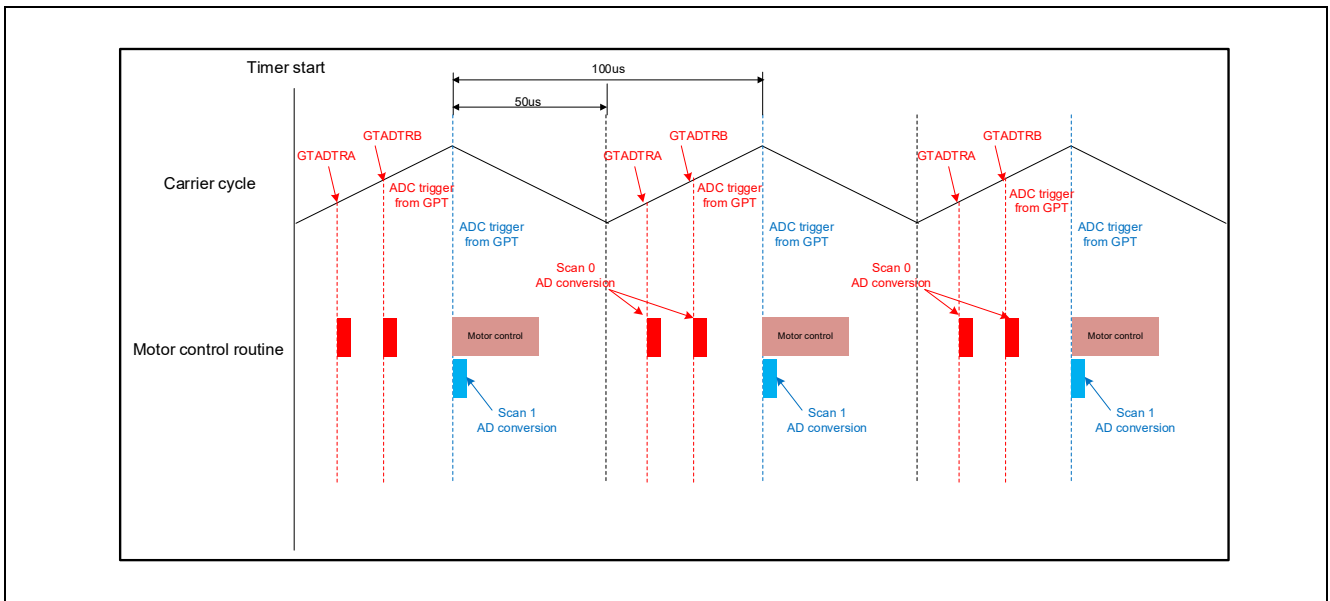 Timer start
100us
50us
GTADTRB
GTADTRA
GTADTRB
GTADTRA
GTADTRB
GTADTRA
Carrier cycle
ADC trigger
from GPT
ADC trigger
from GPT
ADC trigger
from GPT
ADC trigger
from GPT
ADC trigger
from GPT
ADC trigger
from GPT
Scan 0
AD conversion
Scan 0
AD conversion
Motor control routine
Motor control
Motor control
Motor control
Scan 1
AD conversion
Scan 1
AD conversion
Scan 1
AD conversion